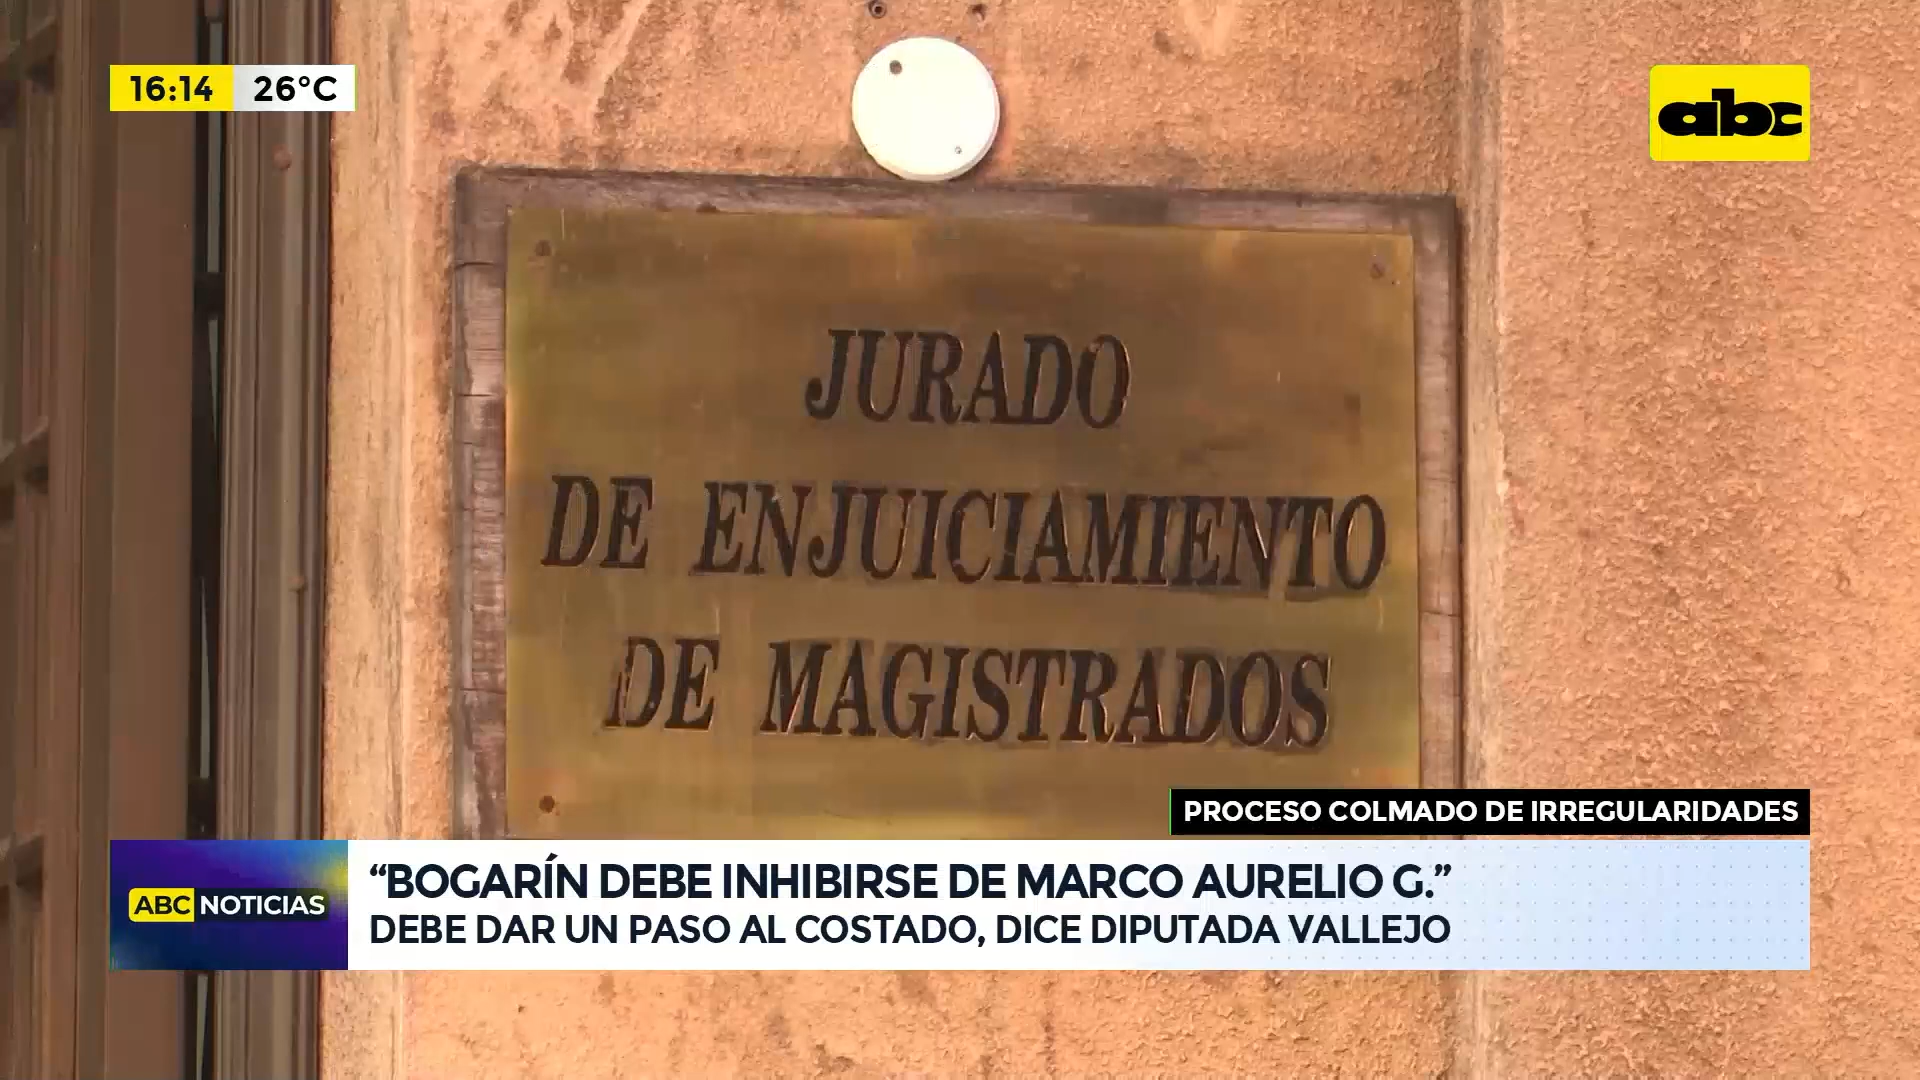 16:14 26°C
abc
JURADO
DE ENJUICIAMIENTO
DE MAGISTRADOS
PROCESO COLMADO DE IRREGULARIDADES
ABC NOTICIAS
“BOGARÍN DEBE INHIBIRSE DE MARCO AURELIO G.”
DEBE DAR UN PASO AL COSTADO, DICE DIPUTADA VALLEJO